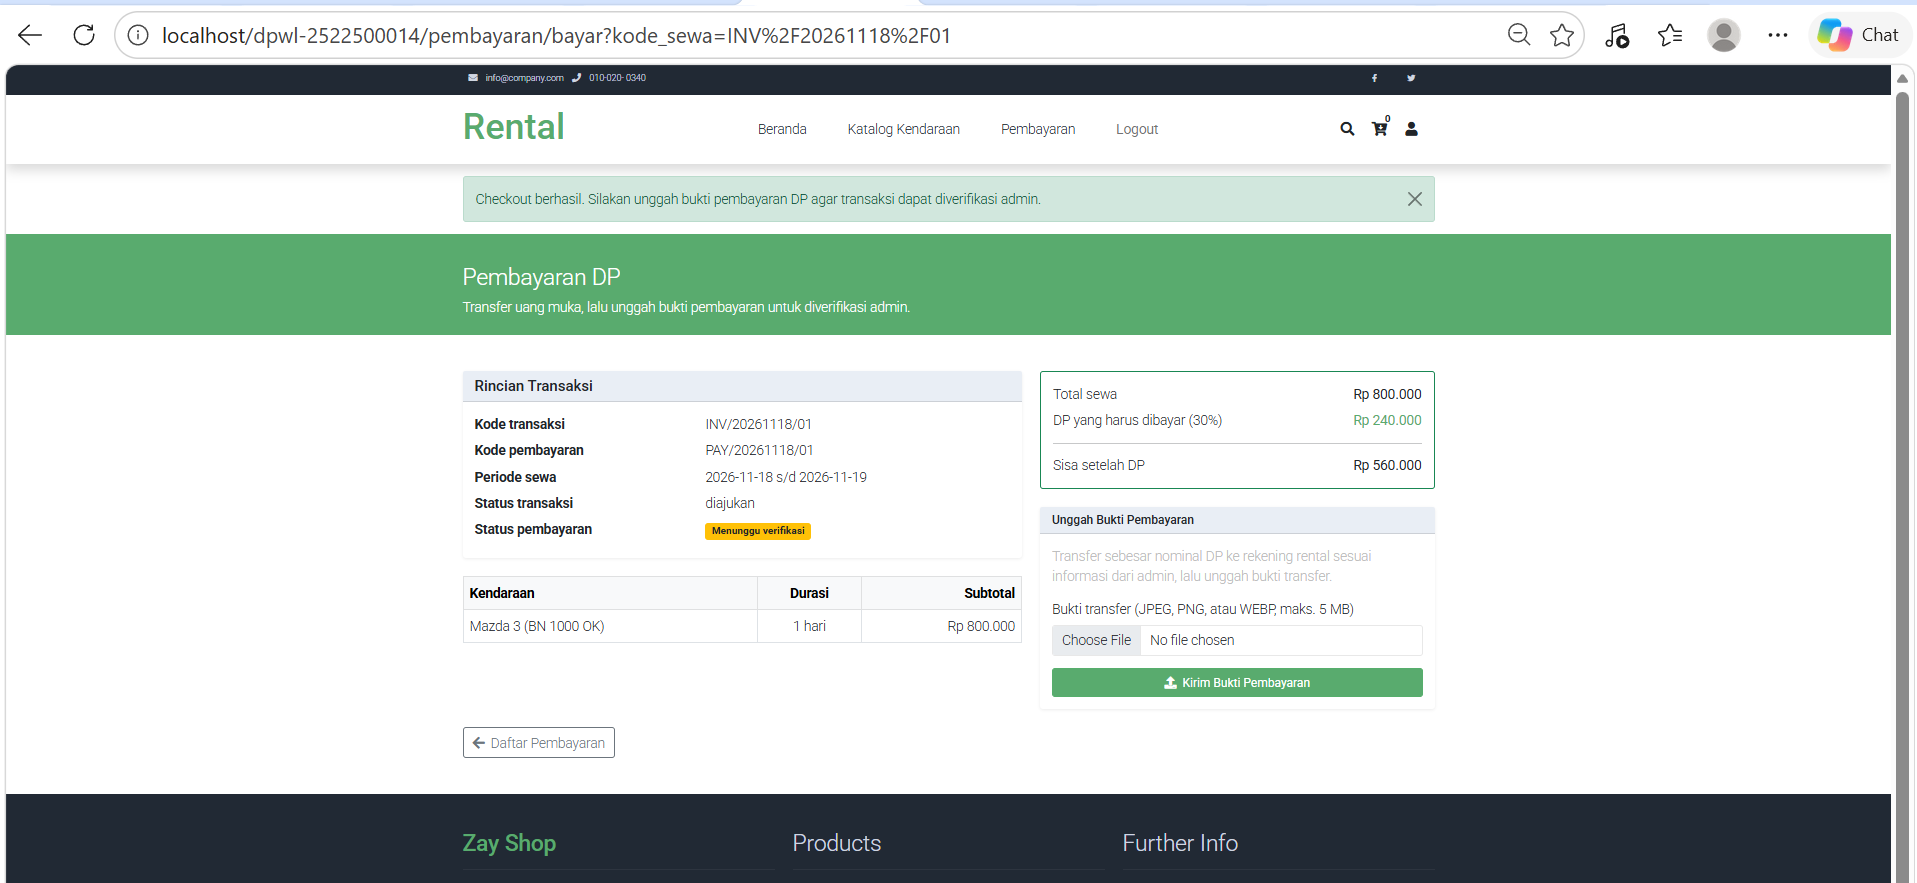 localhost/dpwl-2522500014/pembayaran/bayar?kode_sewa=INV%2F20261118%2F01
Chat
info@company.com 010-020- 0340
Rental
Beranda Katalog Kendaraan Pembayaran Logout
0
Checkout berhasil. Silakan unggah bukti pembayaran DP agar transaksi dapat diverifikasi admin.
Pembayaran DP
Transfer uang muka, lalu unggah bukti pembayaran untuk diverifikasi admin.
Rincian Transaksi
Kode transaksi INV/20261118/01
Kode pembayaran PAY/20261118/01
Periode sewa 2026-11-18 s/d 2026-11-19
Status transaksi diajukan
Status pembayaran Menunggu verifikasi
Kendaraan Durasi Subtotal
Mazda 3 (BN 1000 OK) 1 hari Rp 800.000
Total sewa Rp 800.000
DP yang harus dibayar (30%) Rp 240.000
Sisa setelah DP Rp 560.000
Unggah Bukti Pembayaran
Transfer sebesar nominal DP ke rekening rental sesuai
informasi dari admin, lalu unggah bukti transfer.
Bukti transfer (JPEG, PNG, atau WEBP, maks. 5 MB)
Choose File No file chosen
Kirim Bukti Pembayaran
Daftar Pembayaran
Zay Shop Products Further Info